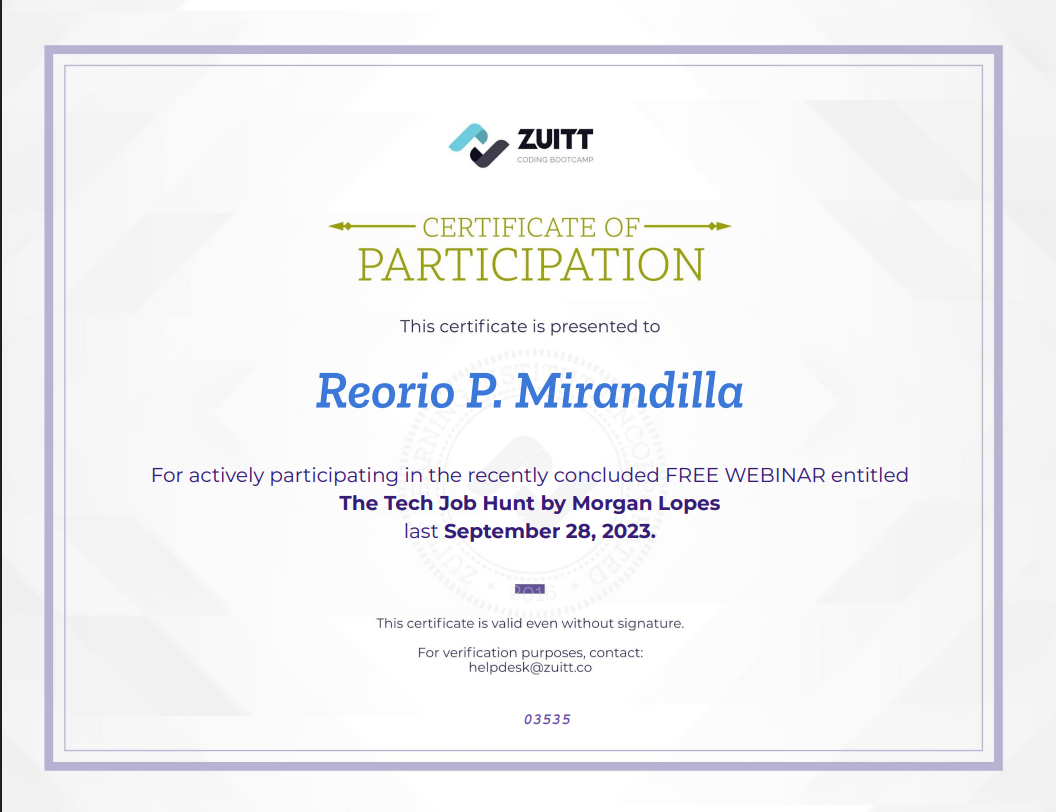 ZUITT
CODING BOOTCAMP
CERTIFICATE OF
PARTICIPATION
This certificate is presented to
Reorio P. Mirandilla
For actively participating in the recently concluded FREE WEBINAR entitled
The Tech Job Hunt by Morgan Lopes
last September 28, 2023.
2016
This certificate is valid even without signature.
For verification purposes, contact:
helpdesk@zuitt.co
03535